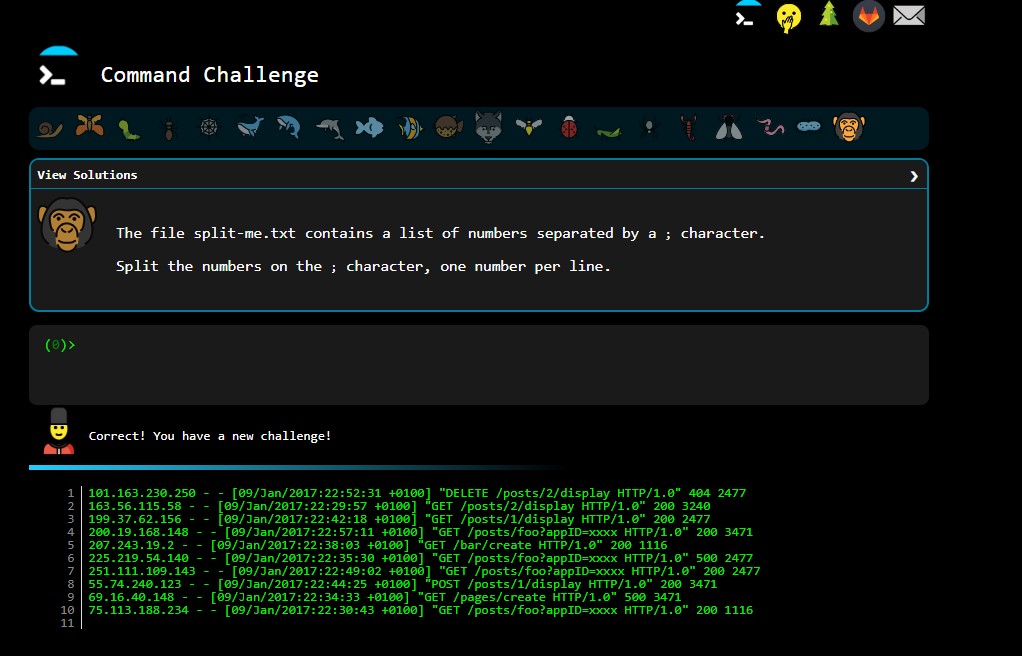 Command Challenge
View Solutions ❯
The file split-me.txt contains a list of numbers separated by a ; character.
Split the numbers on the ; character, one number per line.
(0)>
Correct! You have a new challenge!
1 101.163.230.250 - - [09/Jan/2017:22:52:31 +0100] "DELETE /posts/2/display HTTP/1.0" 404 2477
2 163.56.115.58 - - [09/Jan/2017:22:29:57 +0100] "GET /posts/2/display HTTP/1.0" 200 3240
3 199.37.62.156 - - [09/Jan/2017:22:42:18 +0100] "GET /posts/1/display HTTP/1.0" 200 2477
4 200.19.168.148 - - [09/Jan/2017:22:57:11 +0100] "GET /posts/foo?appID=xxxx HTTP/1.0" 200 3471
5 207.243.19.2 - - [09/Jan/2017:22:38:03 +0100] "GET /bar/create HTTP/1.0" 200 1116
6 225.219.54.140 - - [09/Jan/2017:22:35:30 +0100] "GET /posts/foo?appID=xxxx HTTP/1.0" 500 2477
7 251.111.109.143 - - [09/Jan/2017:22:49:02 +0100] "GET /posts/foo?appID=xxxx HTTP/1.0" 200 2477
8 55.74.240.123 - - [09/Jan/2017:22:44:25 +0100] "POST /posts/1/display HTTP/1.0" 200 3471
9 69.16.40.148 - - [09/Jan/2017:22:34:33 +0100] "GET /pages/create HTTP/1.0" 500 3471
10 75.113.188.234 - - [09/Jan/2017:22:30:43 +0100] "GET /posts/foo?appID=xxxx HTTP/1.0" 200 1116
11